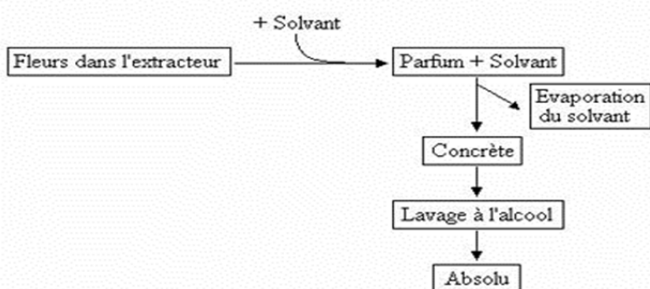 + Solvant
Fleurs dans l'extracteur
Parfum + Solvant
Evaporation
du solvant
Concrète
Lavage à l'alcool
Absolu